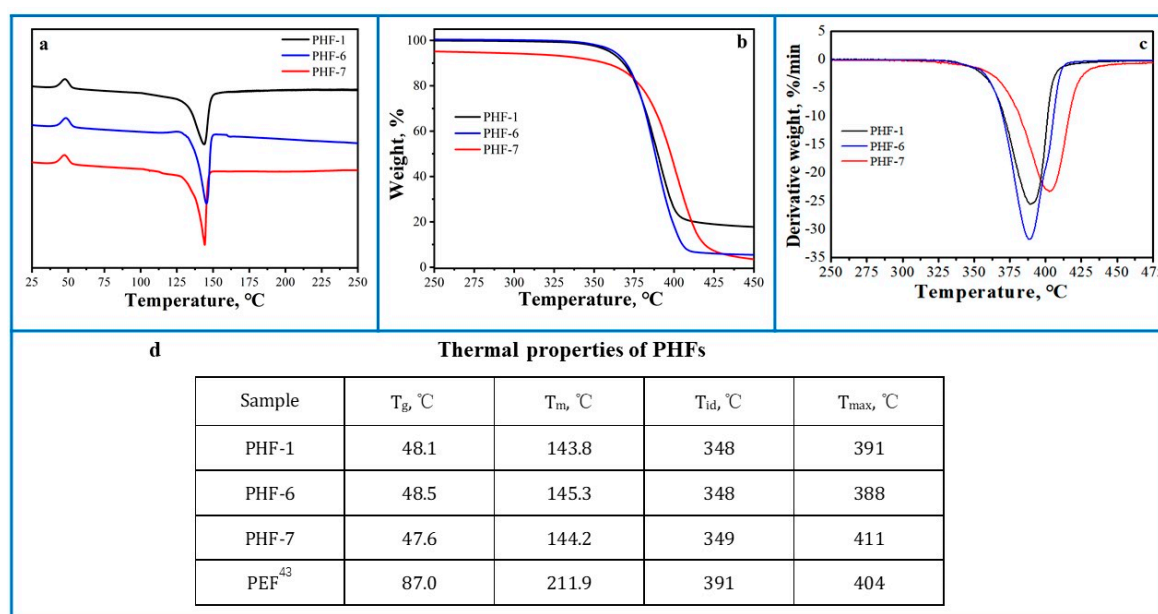 a
PHF-1
PHF-6
PHF-7
25 50 75 100 125 150 175 200 225 250
Temperature, °C
b
100
80
60
40
20
0
Weight, %
PHF-1
PHF-6
PHF-7
250 275 300 325 350 375 400 425 450
Temperature, °C
c
5
0
-5
-10
-15
-20
-25
-30
-35
Derivative weight, %/min
PHF-1
PHF-6
PHF-7
250 275 300 325 350 375 400 425 475
Temperature, °C
d Thermal properties of PHFs
Sample Tg, ℃ Tm, ℃ Tid, ℃ Tmax, ℃
PHF-1 48.1 143.8 348 391
PHF-6 48.5 145.3 348 388
PHF-7 47.6 144.2 349 411
PEF43 87.0 211.9 391 404